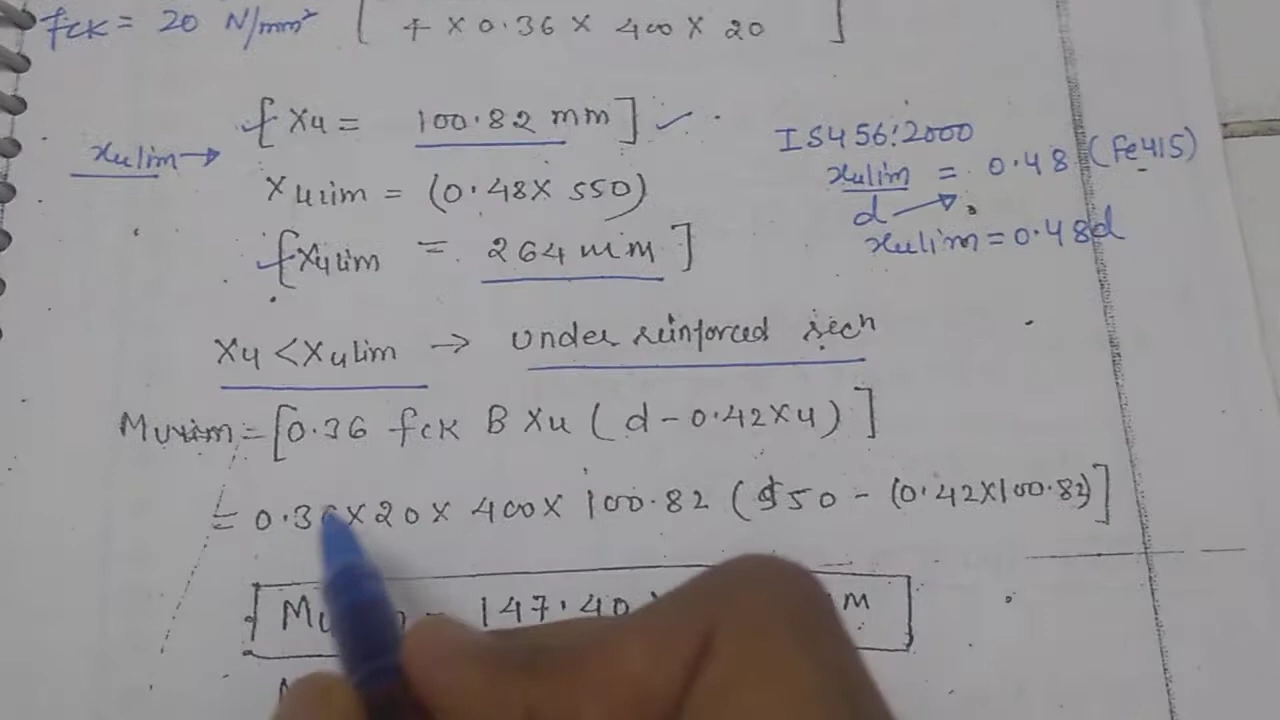 fck = 20 N/mm² [ + × 0.36 × 400 × 20 ]
{ xu = 100.82 mm ] ✓
xulim →
xulim = (0.48 × 550)
{ xulim = 264 mm ]
IS456:2000
xulim = 0.48 (Fe415)
d
xulim = 0.48d
xu < xulim → Under reinforced secn
= [0.36 fck B xu ( d - 0.42xu ) ]
= 0.36 × 20 × 400 × 100.82 ( 550 - (0.42×100.82) ]
Mu - 147.40 M